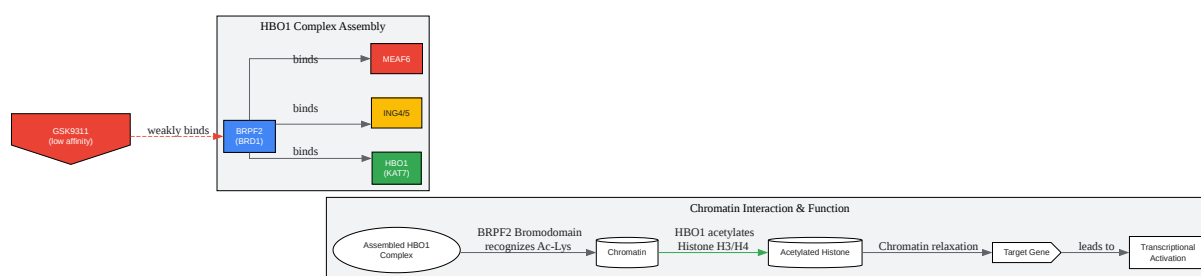 HBO1 Complex Assembly
MEAF6
binds
ING4/5
binds
GSK9311
(low affinity)
weakly binds
BRPF2
(BRD1)
binds
HBO1
(KAT7)
Chromatin Interaction & Function
Assembled HBO1
Complex
BRPF2 Bromodomain
recognizes Ac-Lys
Chromatin
HBO1 acetylates
Histone H3/H4
Acetylated Histone
Chromatin relaxation
Target Gene
leads to
Transcriptional
Activation